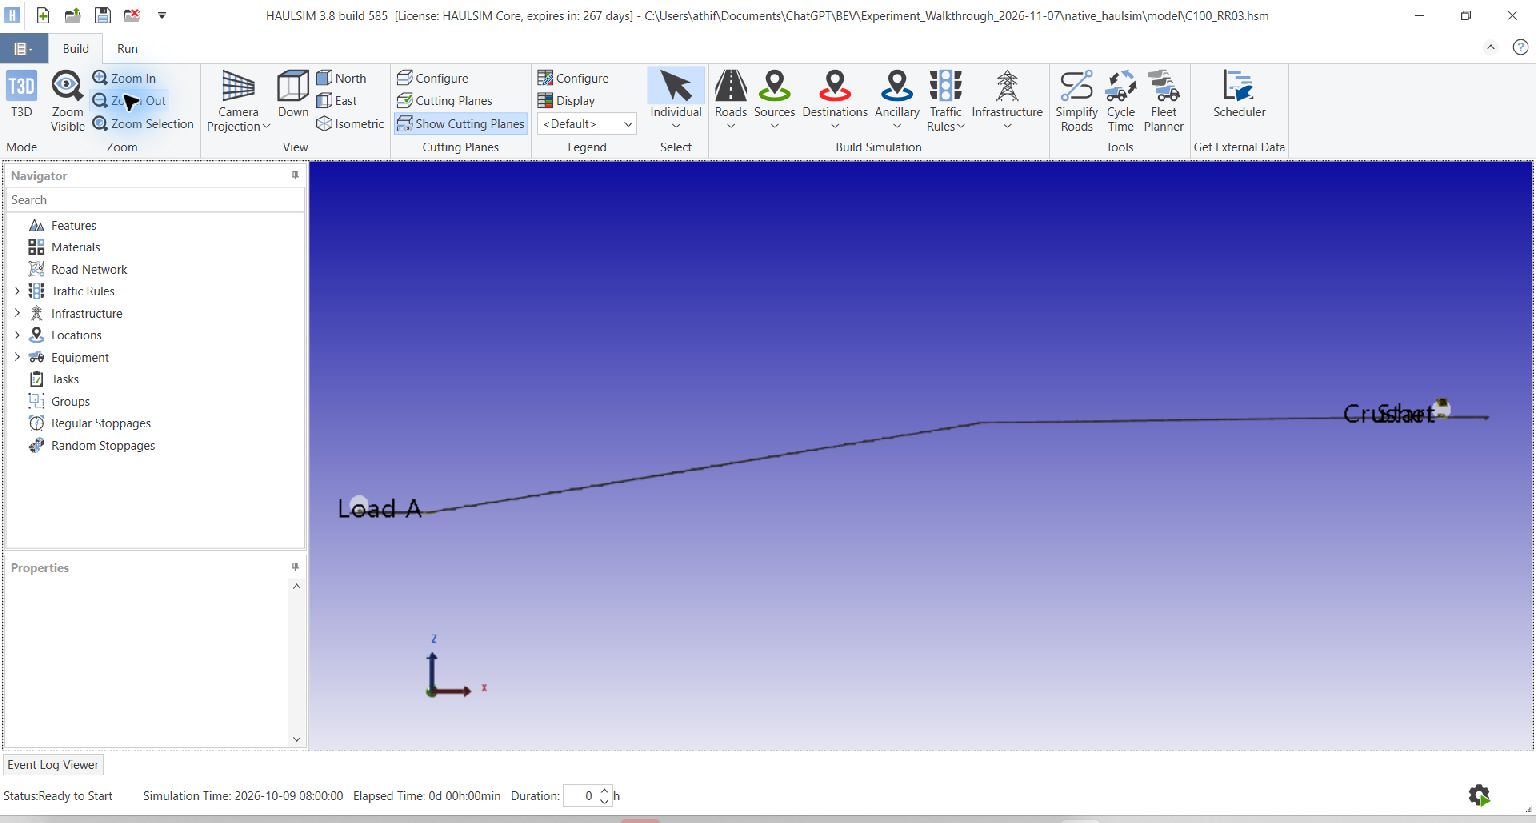 HAULSIM 3.8 build 585 [License: HAULSIM Core, expires in: 267 days] - C:\Users\athif\Documents\ChatGPT\BEV\Experiment_Walkthrough_2026-11-07\native_haulsim\model\C100_RR03.hsm
Build Run
T3D
T3D
Mode
Zoom Visible
Zoom In
Zoom Out
Zoom Selection
Zoom
Camera Projection
Down
North
East
Isometric
View
Configure
Cutting Planes
Show Cutting Planes
Cutting Planes
Configure
Display
<Default>
Legend
Individual
Select
Roads
Sources
Destinations
Ancillary
Traffic Rules
Infrastructure
Build Simulation
Simplify Roads
Cycle Time
Fleet Planner
Tools
Scheduler
Get External Data
Navigator
Search
Features
Materials
Road Network
Traffic Rules
Infrastructure
Locations
Equipment
Tasks
Groups
Regular Stoppages
Random Stoppages
Properties
Load A
Crusher
Start
Z
X
Event Log Viewer
Status:Ready to Start Simulation Time: 2026-10-09 08:00:00 Elapsed Time: 0d 00h:00min Duration: 0 h